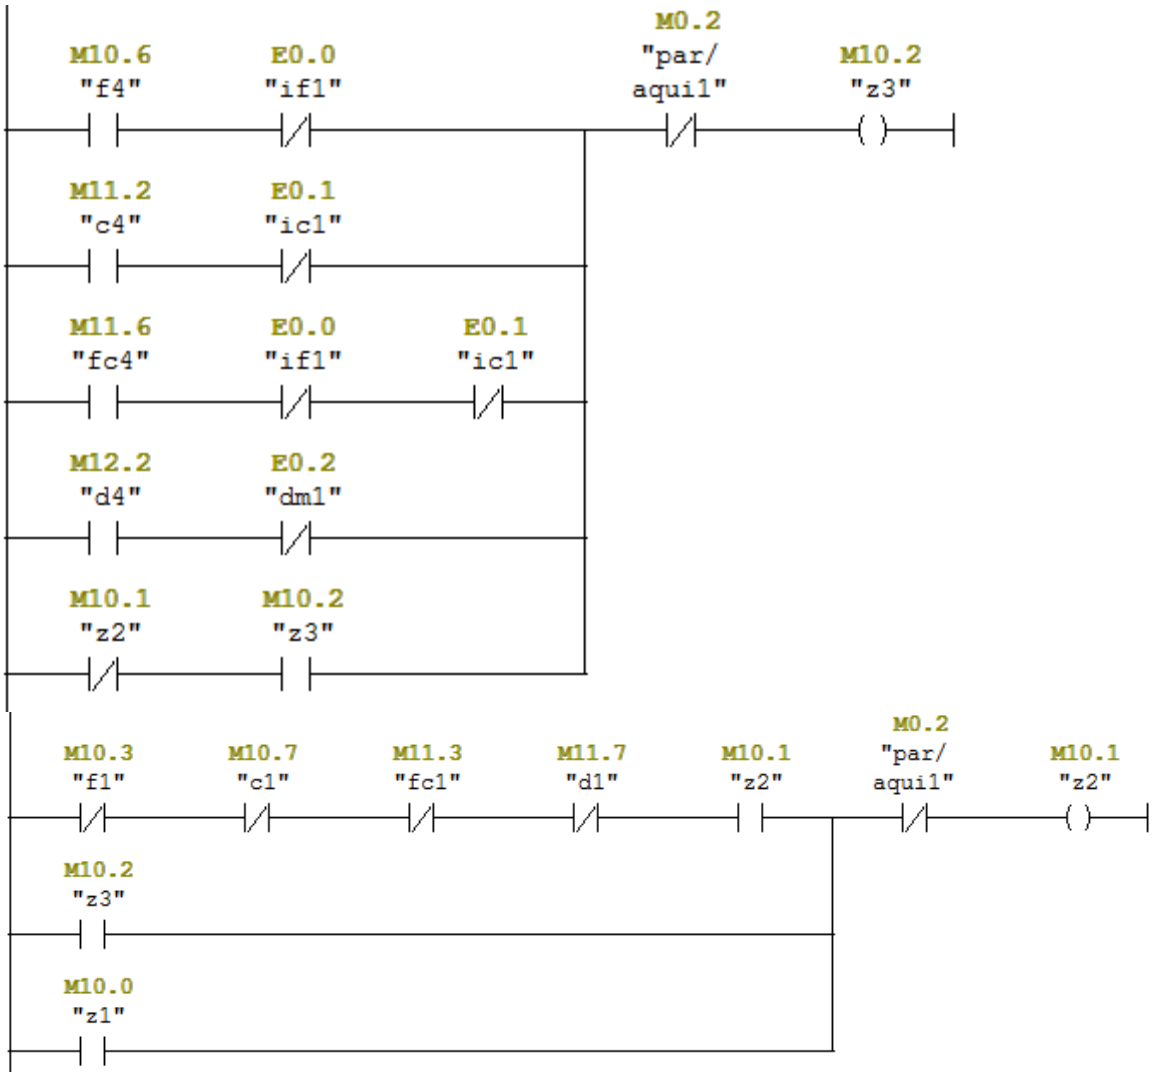 M0.2
M10.6 E0.0 "par/ M10.2
"f4" "if1" aqui1" "z3"
M11.2 E0.1
"c4" "ic1"
M11.6 E0.0 E0.1
"fc4" "if1" "ic1"
M12.2 E0.2
"d4" "dm1"
M10.1 M10.2
"z2" "z3"
M0.2
M10.3 M10.7 M11.3 M11.7 M10.1 "par/ M10.1
"f1" "c1" "fc1" "d1" "z2" aqui1" "z2"
M10.2
"z3"
M10.0
"z1"